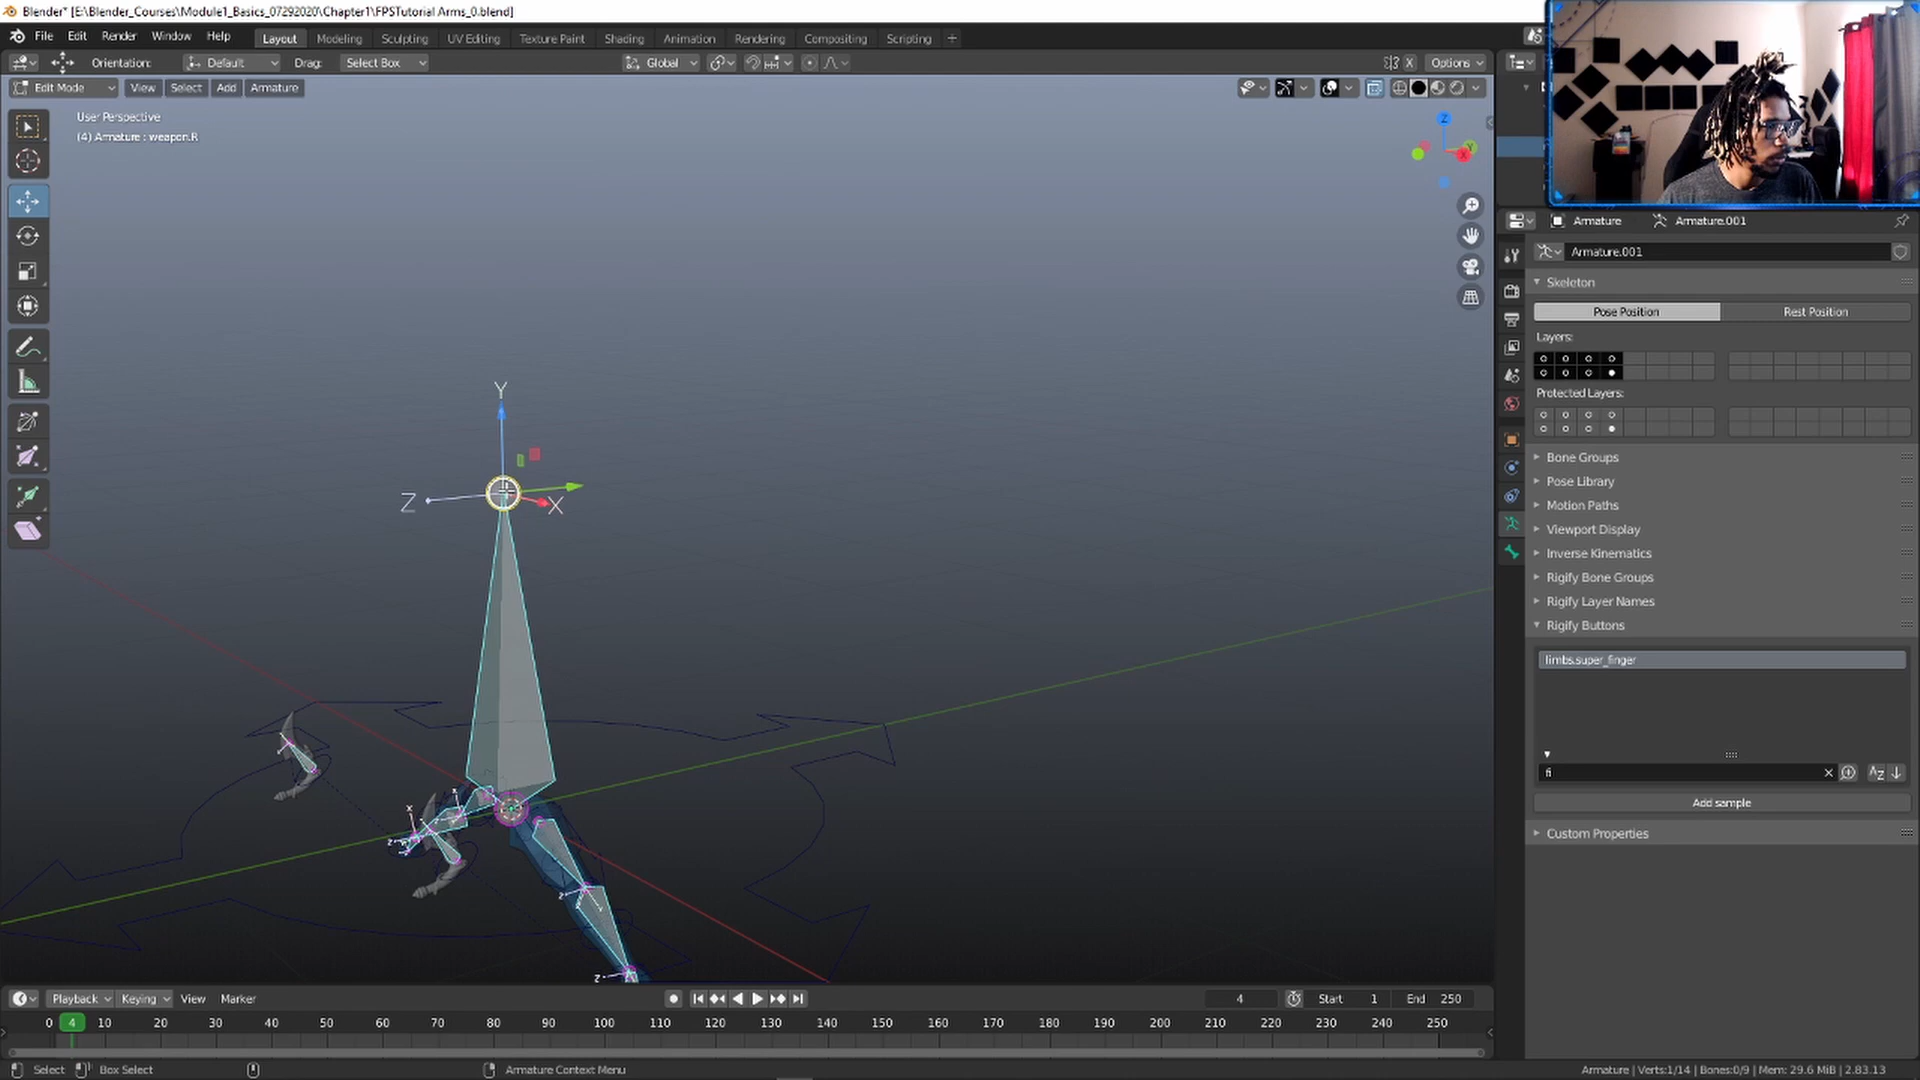 Blender* [E:\Blender_Courses\Module1_Basics_07292020\Chapter1\FPSTutorial Arms_0.blend]
File Edit Render Window Help Layout Modeling Sculpting UV Editing Texture Paint Shading Animation Rendering Compositing Scripting +
Orientation: Default Drag: Select Box Global X Options
Edit Mode View Select Add Armature
User Perspective
(4) Armature : weapon.R
Z
Y
X
Y
Z
X
x
x
z
z
z
Armature Armature.001
Armature.001
Skeleton
Pose Position Rest Position
Layers:
Protected Layers:
Bone Groups
Pose Library
Motion Paths
Viewport Display
Inverse Kinematics
Rigify Bone Groups
Rigify Layer Names
Rigify Buttons
limbs.super_finger
fi
Add sample
Custom Properties
Playback Keying View Marker 4 Start 1 End 250
0 4 10 20 30 40 50 60 70 80 90 100 110 120 130 140 150 160 170 180 190 200 210 220 230 240 250
Select Box Select Armature Context Menu Armature | Verts:1/14 | Bones:0/9 | Mem: 29.6 MiB | 2.83.13